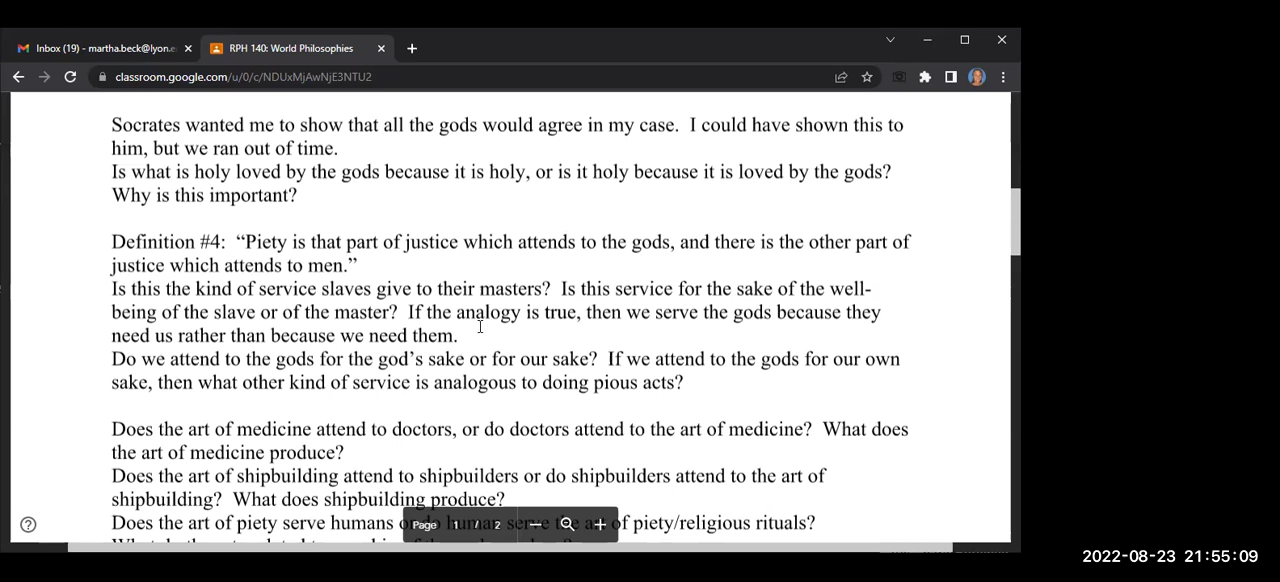 Inbox (19) - martha.beck@lyon.e
RPH 140: World Philosophies
classroom.google.com/u/0/c/NDUxMjAwNjE3NTU2
Socrates wanted me to show that all the gods would agree in my case. I could have shown this to
him, but we ran out of time.
Is what is holy loved by the gods because it is holy, or is it holy because it is loved by the gods?
Why is this important?
Definition #4: “Piety is that part of justice which attends to the gods, and there is the other part of
justice which attends to men.”
Is this the kind of service slaves give to their masters? Is this service for the sake of the well-
being of the slave or of the master? If the analogy is true, then we serve the gods because they
need us rather than because we need them.
Do we attend to the gods for the god’s sake or for our sake? If we attend to the gods for our own
sake, then what other kind of service is analogous to doing pious acts?
Does the art of medicine attend to doctors, or do doctors attend to the art of medicine? What does
the art of medicine produce?
Does the art of shipbuilding attend to shipbuilders or do shipbuilders attend to the art of
shipbuilding? What does shipbuilding produce?
Does the art of piety serve humans or do human serve the art of piety/religious rituals?
Page 1 / 2
2022-08-23 21:55:09